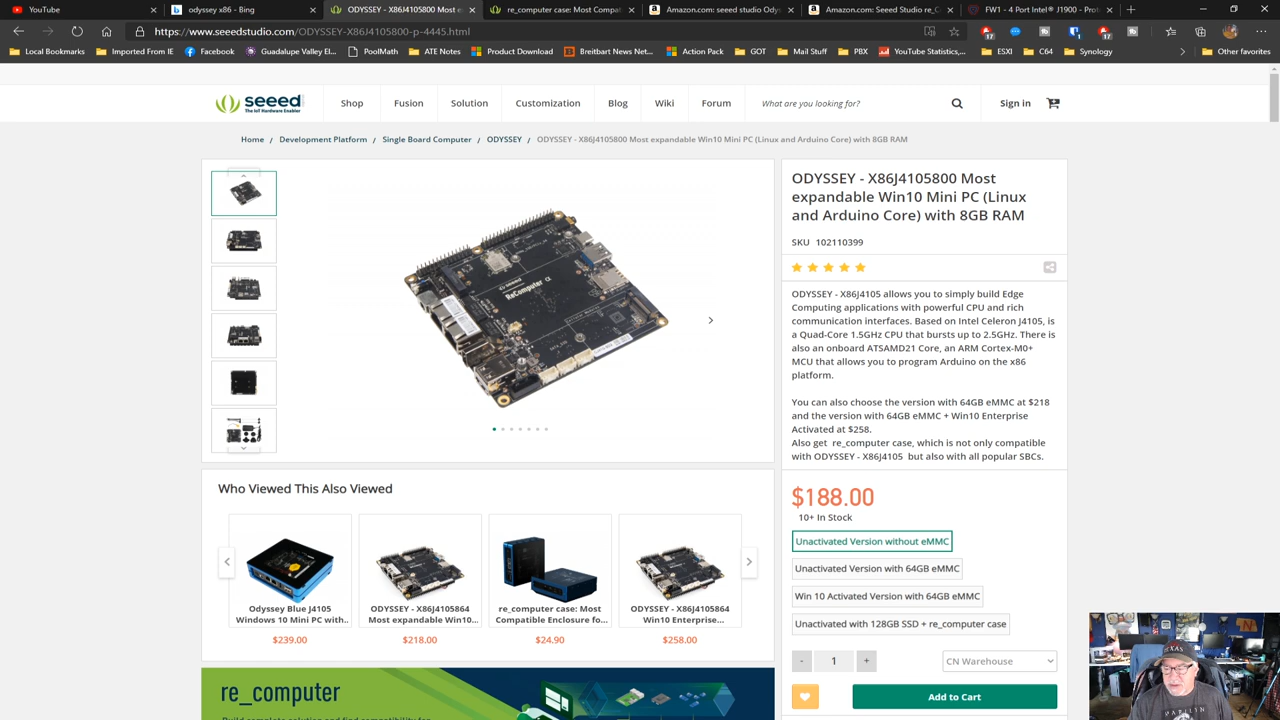 YouTube
odyssey x86 - Bing
ODYSSEY - X86J4105800 Most ex
re_computer case: Most Compat
Amazon.com: seeed studio Odys
Amazon.com: Seeed Studio re_c
FW1 - 4 Port Intel® J1900 - Prot
https://www.seeedstudio.com/ODYSSEY-X86J4105800-p-4445.html
Local Bookmarks
Imported From IE
Facebook
Guadalupe Valley El...
PoolMath
ATE Notes
Product Download
Breitbart News Net...
Action Pack
GOT
Mail Stuff
PBX
YouTube Statistics,...
ESXI
C64
Synology
Other favorites
seeed
The IoT Hardware Enabler
Shop
Fusion
Solution
Customization
Blog
Wiki
Forum
What are you looking for?
Sign in
Home / Development Platform / Single Board Computer / ODYSSEY / ODYSSEY - X86J4105800 Most expandable Win10 Mini PC (Linux and Arduino Core) with 8GB RAM
ReComputer
ODYSSEY - X86J4105800 Most
expandable Win10 Mini PC (Linux
and Arduino Core) with 8GB RAM
SKU 102110399
ODYSSEY - X86J4105 allows you to simply build Edge
Computing applications with powerful CPU and rich
communication interfaces. Based on Intel Celeron J4105, is
a Quad-Core 1.5GHz CPU that bursts up to 2.5GHz. There is
also an onboard ATSAMD21 Core, an ARM Cortex-M0+
MCU that allows you to program Arduino on the x86
platform.
You can also choose the version with 64GB eMMC at $218
and the version with 64GB eMMC + Win10 Enterprise
Activated at $258.
Also get re_computer case, which is not only compatible
with ODYSSEY - X86J4105 but also with all popular SBCs.
$188.00
10+ In Stock
Unactivated Version without eMMC
Unactivated Version with 64GB eMMC
Win 10 Activated Version with 64GB eMMC
Unactivated with 128GB SSD + re_computer case
- 1 +
CN Warehouse
Add to Cart
Who Viewed This Also Viewed
Odyssey Blue J4105
Windows 10 Mini PC with..
$239.00
ODYSSEY - X86J4105864
Most expandable Win10...
$218.00
re_computer case: Most
Compatible Enclosure fo...
$24.90
ODYSSEY - X86J4105864
Win10 Enterprise...
$258.00
re_computer